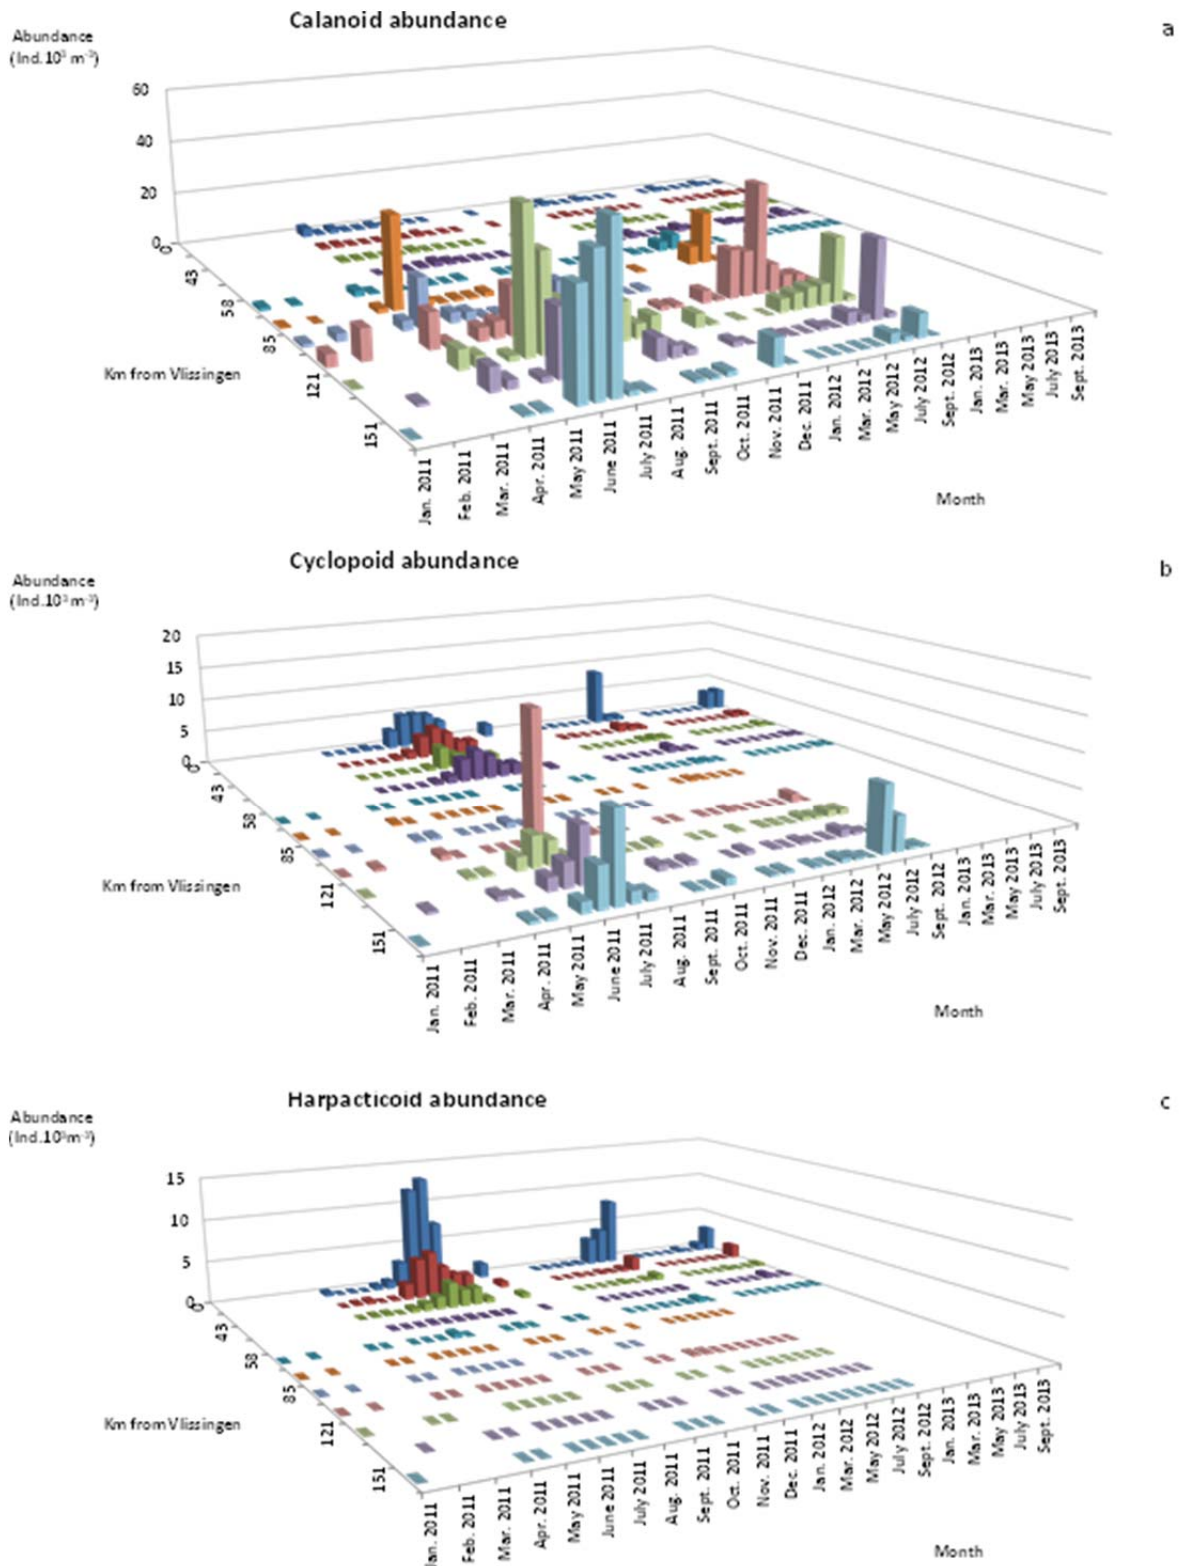 Calanoid abundance
a
Abundance
(Ind.10³ m⁻³)
60
40
20
0
0
43
58
85
121
151
Km from Vlissingen
Jan. 2011
Feb. 2011
Mar. 2011
Apr. 2011
May 2011
June 2011
July 2011
Aug. 2011
Sept. 2011
Oct. 2011
Nov. 2011
Dec. 2011
Jan. 2012
Mar. 2012
May 2012
July 2012
Sept. 2012
Jan. 2013
Mar. 2013
May 2013
July 2013
Sept. 2013
Month
Cyclopoid abundance
b
Abundance
(Ind.10³ m⁻³)
20
15
10
5
0
0
43
58
85
121
151
Km from Vlissingen
Jan. 2011
Feb. 2011
Mar. 2011
Apr. 2011
May 2011
June 2011
July 2011
Aug. 2011
Sept. 2011
Oct. 2011
Nov. 2011
Dec. 2011
Jan. 2012
Mar. 2012
May 2012
July 2012
Sept. 2012
Jan. 2013
Mar. 2013
May 2013
July 2013
Sept. 2013
Month
Harpacticoid abundance
c
Abundance
(Ind.10³m⁻³)
15
10
5
0
0
43
58
85
121
151
Km from Vlissingen
Jan. 2011
Feb. 2011
Mar. 2011
Apr. 2011
May 2011
June 2011
July 2011
Aug. 2011
Sept. 2011
Oct. 2011
Nov. 2011
Dec. 2011
Jan. 2012
Mar. 2012
May 2012
July 2012
Sept. 2012
Jan. 2013
Mar. 2013
May 2013
July 2013
Sept. 2013
Month